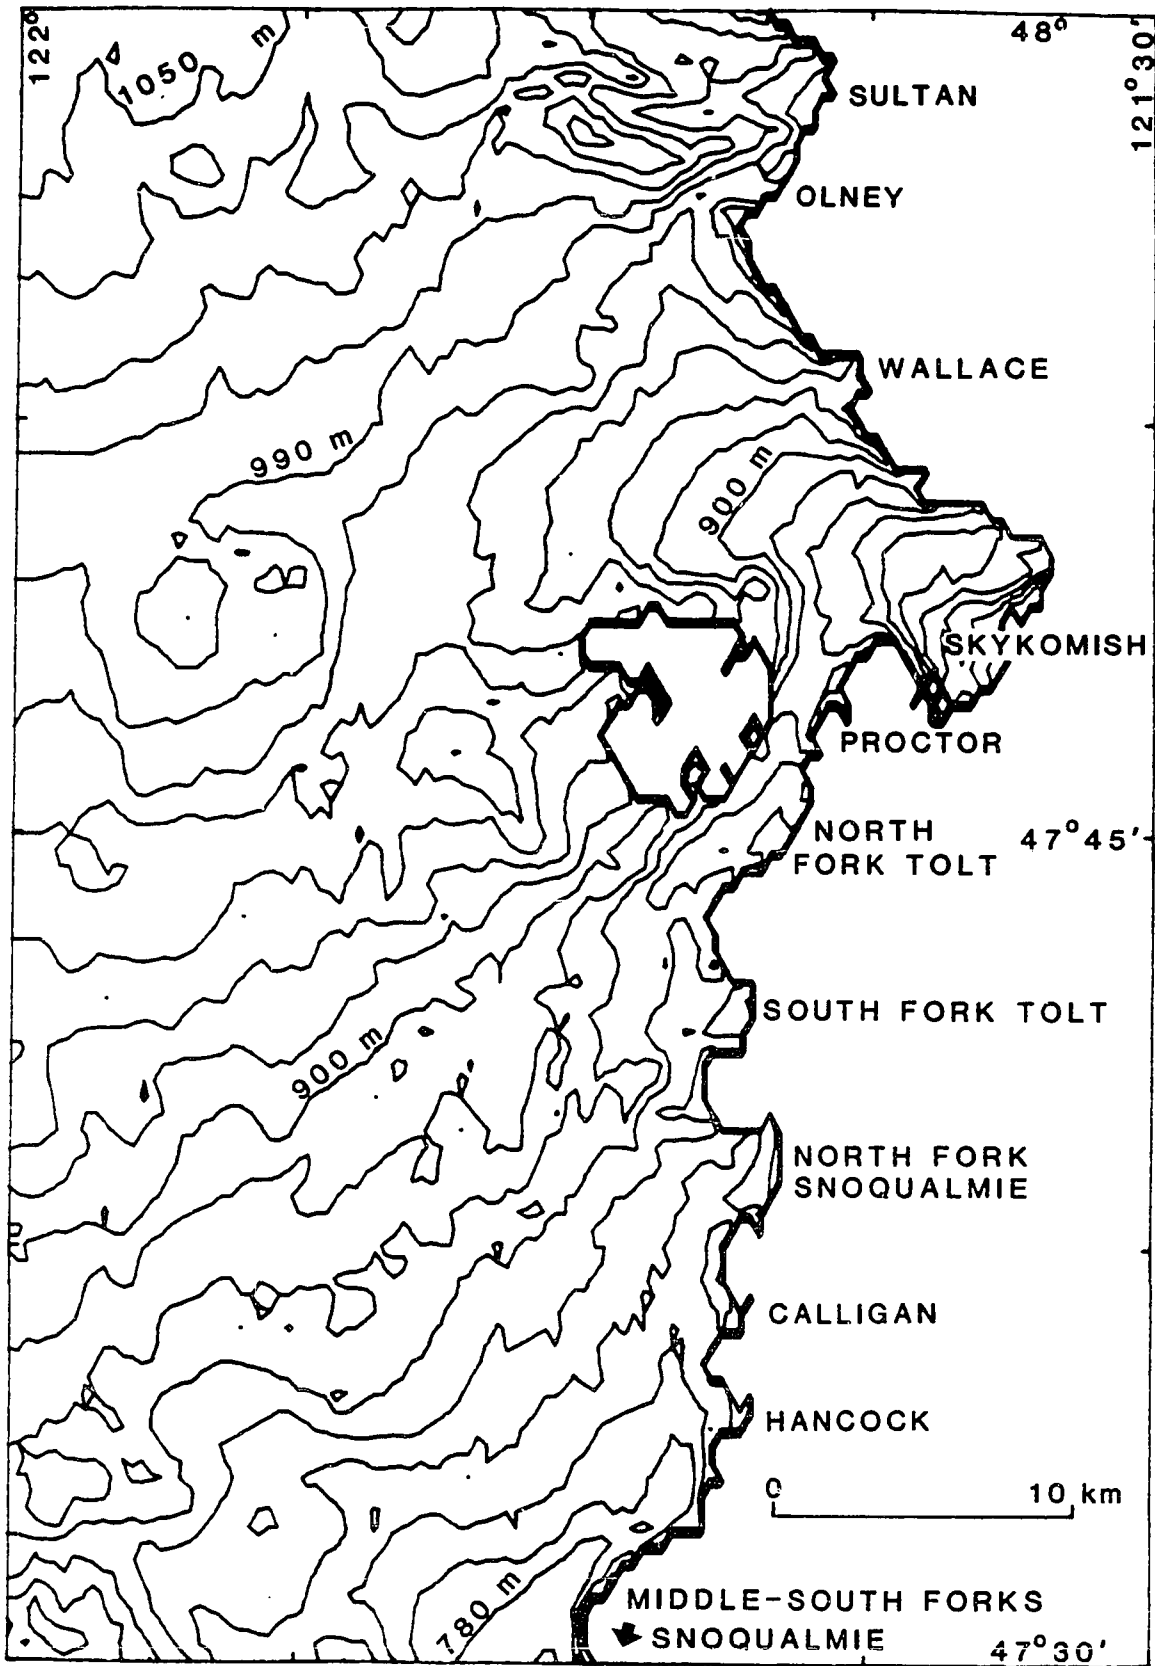 122°
1050 m
48°
121°30'
SULTAN
OLNEY
WALLACE
990 m
900 m
SKYKOMISH
PROCTOR
NORTH
FORK TOLT
47°45'
SOUTH FORK TOLT
900 m
NORTH FORK
SNOQUALMIE
CALLIGAN
HANCOCK
0 10 km
780 m
MIDDLE-SOUTH FORKS
SNOQUALMIE
47°30'